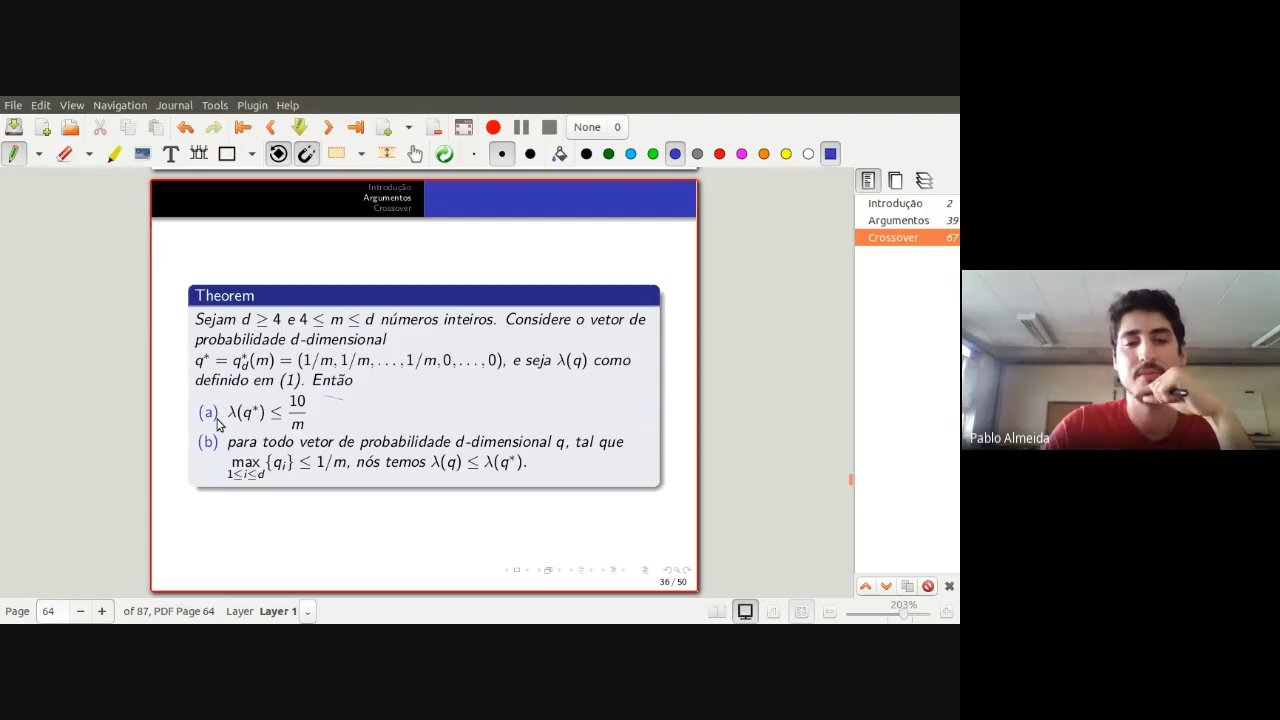 File Edit View Navigation Journal Tools Plugin Help
None 0
Introdução
Argumentos
Crossover
Introdução 2
Argumentos 39
Crossover 67
Theorem
Sejam d ≥ 4 e 4 ≤ m ≤ d números inteiros. Considere o vetor de
probabilidade d-dimensional
q* = q*_d(m) = (1/m, 1/m, . . . , 1/m, 0, . . . , 0), e seja λ(q) como
definido em (1). Então
(a) λ(q*) ≤ 10/m
(b) para todo vetor de probabilidade d-dimensional q, tal que
max_{1≤i≤d} {q_i} ≤ 1/m, nós temos λ(q) ≤ λ(q*).
36 / 50
Pablo Almeida
Page 64 of 87, PDF Page 64 Layer Layer 1
203%